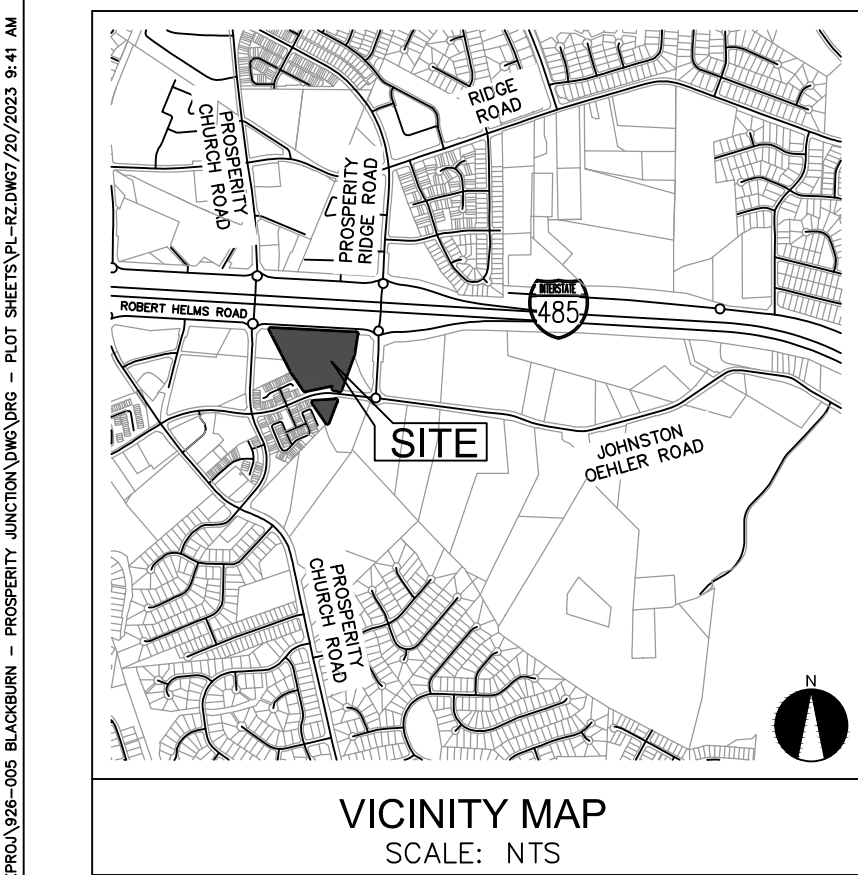 PROJ\926-005 BLACKBURN - PROSPERITY JUNCTION\DWG\DRG - PLOT SHEETS\PL-RZ.DWG7/20/2023 9:41 AM
RIDGE
ROAD
PROSPERITY
CHURCH ROAD
PROSPERITY
RIDGE ROAD
INTERSTATE
485
ROBERT HELMS ROAD
SITE
JOHNSTON
OEHLER ROAD
PROSPERITY
CHURCH ROAD
N
VICINITY MAP
SCALE: NTS